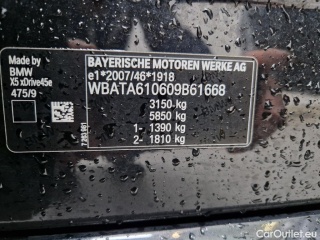 Made by
BMW
X5 xDrive45e
475/9
BAYERISCHE MOTOREN WERKE AG
e1*2007/46*1918
WBATA610609B61668
3150 kg
5850 kg
1- 1390 kg
2- 1810 kg
© CarOutlet.eu